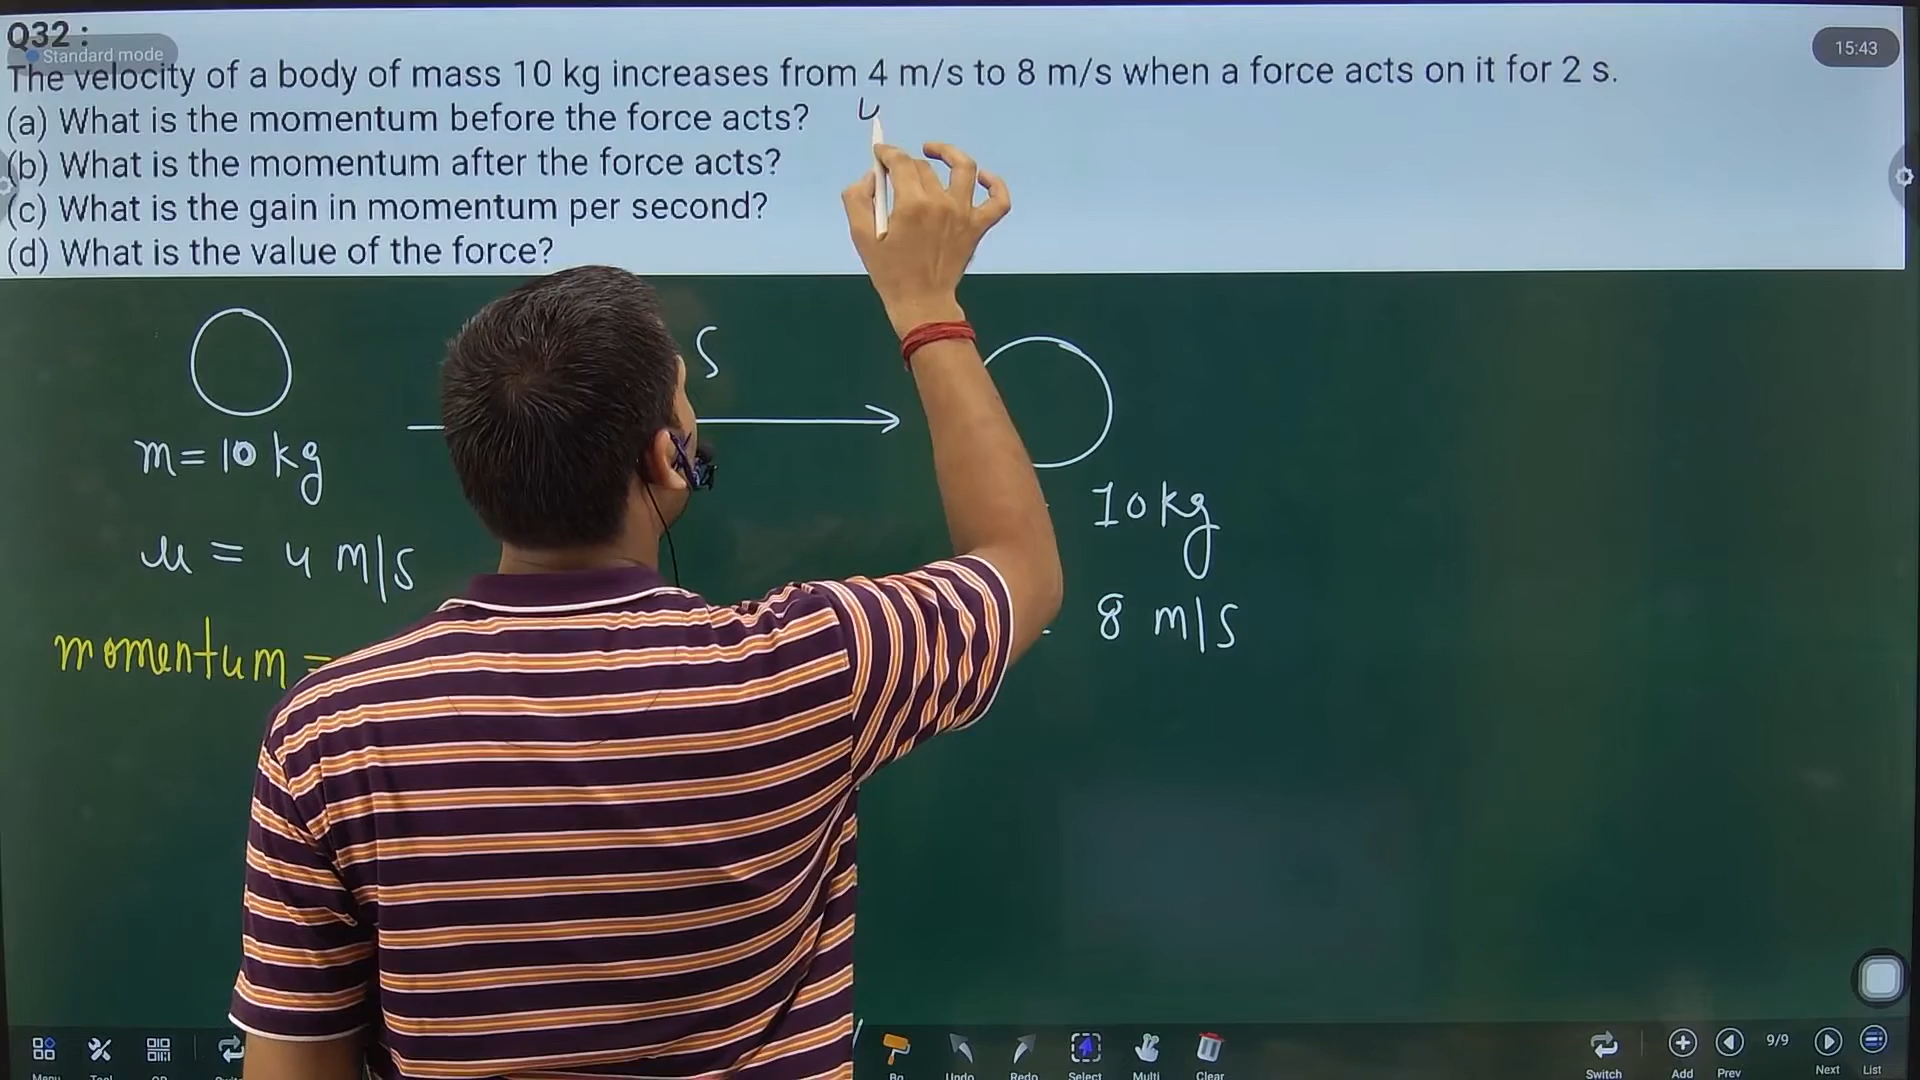 Q32 :
Standard mode
15:43
The velocity of a body of mass 10 kg increases from 4 m/s to 8 m/s when a force acts on it for 2 s.
(a) What is the momentum before the force acts?
(b) What is the momentum after the force acts?
(c) What is the gain in momentum per second?
(d) What is the value of the force?
S
m = 10 kg
10 kg
u = 4 m/s
8 m/s
momentum =
9/9
Menu
Undo
Redo
Select
Multi
Clear
Switch
Add
Prev
Next
List